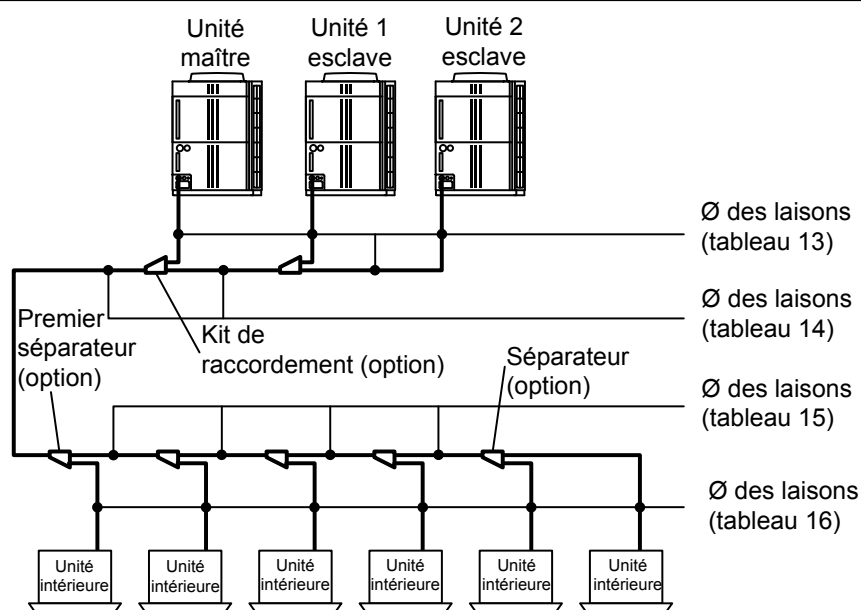 Unité
maître
Unité 1
esclave
Unité 2
esclave
Ø des laisons
(tableau 13)
Ø des laisons
(tableau 14)
Premier
séparateur
(option)
Kit de
raccordement (option)
Séparateur
(option)
Ø des laisons
(tableau 15)
Ø des laisons
(tableau 16)
Unité
intérieure
Unité
intérieure
Unité
intérieure
Unité
intérieure
Unité
intérieure
Unité
intérieure